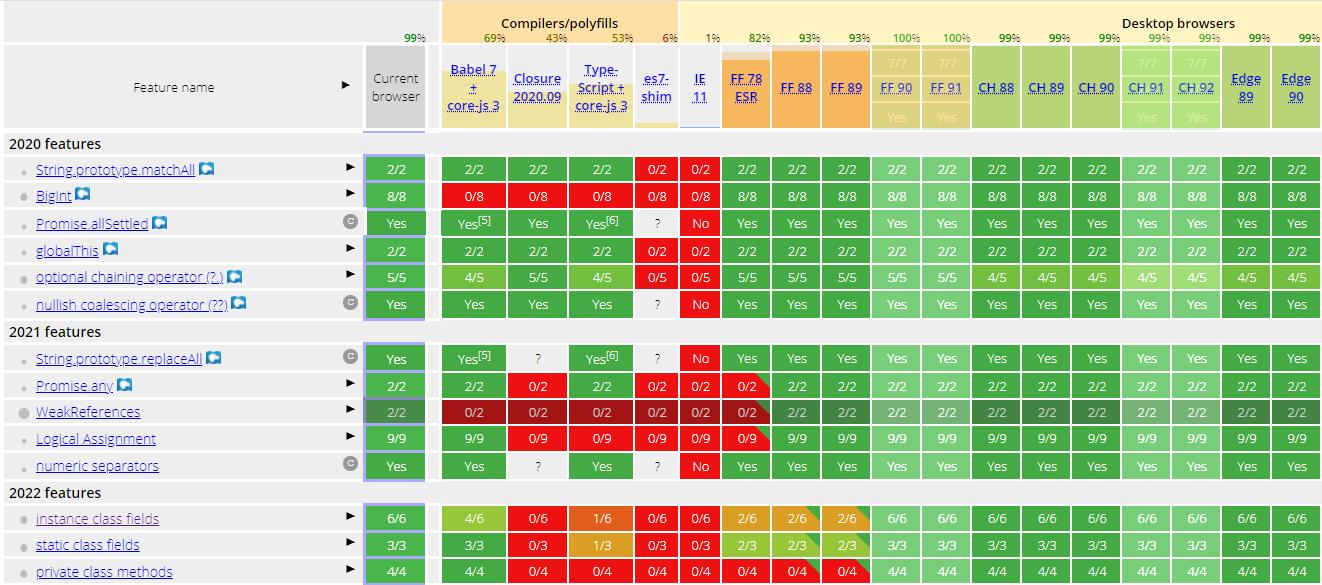 Compilers/polyfills Desktop browsers
99% 69% 43% 53% 6% 1% 82% 93% 93% 100% 100% 99% 99% 99% 99% 99% 99% 99%
Feature name ► Current browser Babel 7 + core-js 3 Closure 2020.09 Type-Script + core-js 3 es7-shim IE 11 FF 78 ESR FF 88 FF 89 7/7 FF 90 Yes 7/7 FF 91 Yes CH 88 CH 89 CH 90 7/7 CH 91 Yes 7/7 CH 92 Yes Edge 89 Edge 90
2020 features
String.prototype.matchAll ► 2/2 2/2 2/2 2/2 0/2 0/2 2/2 2/2 2/2 2/2 2/2 2/2 2/2 2/2 2/2 2/2 2/2 2/2
BigInt ► 8/8 0/8 0/8 0/8 0/8 0/8 8/8 8/8 8/8 8/8 8/8 8/8 8/8 8/8 8/8 8/8 8/8 8/8
Promise.allSettled C Yes Yes[5] Yes Yes[6] ? No Yes Yes Yes Yes Yes Yes Yes Yes Yes Yes Yes Yes
globalThis ► 2/2 2/2 2/2 2/2 0/2 0/2 2/2 2/2 2/2 2/2 2/2 2/2 2/2 2/2 2/2 2/2 2/2 2/2
optional chaining operator (?.) ► 5/5 4/5 5/5 4/5 0/5 0/5 5/5 5/5 5/5 5/5 5/5 4/5 4/5 4/5 4/5 4/5 4/5 4/5
nullish coalescing operator (??) C Yes Yes Yes Yes ? No Yes Yes Yes Yes Yes Yes Yes Yes Yes Yes Yes Yes
2021 features
String.prototype.replaceAll C Yes Yes[5] ? Yes[6] ? No Yes Yes Yes Yes Yes Yes Yes Yes Yes Yes Yes Yes
Promise.any ► 2/2 2/2 0/2 2/2 0/2 0/2 0/2 2/2 2/2 2/2 2/2 2/2 2/2 2/2 2/2 2/2 2/2 2/2
WeakReferences ► 2/2 0/2 0/2 0/2 0/2 0/2 0/2 2/2 2/2 2/2 2/2 2/2 2/2 2/2 2/2 2/2 2/2 2/2
Logical Assignment ► 9/9 9/9 0/9 0/9 0/9 0/9 0/9 9/9 9/9 9/9 9/9 9/9 9/9 9/9 9/9 9/9 9/9 9/9
numeric separators C Yes Yes ? Yes ? No Yes Yes Yes Yes Yes Yes Yes Yes Yes Yes Yes Yes
2022 features
instance class fields ► 6/6 4/6 0/6 1/6 0/6 0/6 2/6 2/6 2/6 6/6 6/6 6/6 6/6 6/6 6/6 6/6 6/6 6/6
static class fields ► 3/3 3/3 0/3 1/3 0/3 0/3 2/3 2/3 2/3 3/3 3/3 3/3 3/3 3/3 3/3 3/3 3/3 3/3
private class methods ► 4/4 4/4 0/4 0/4 0/4 0/4 0/4 0/4 0/4 4/4 4/4 4/4 4/4 4/4 4/4 4/4 4/4 4/4